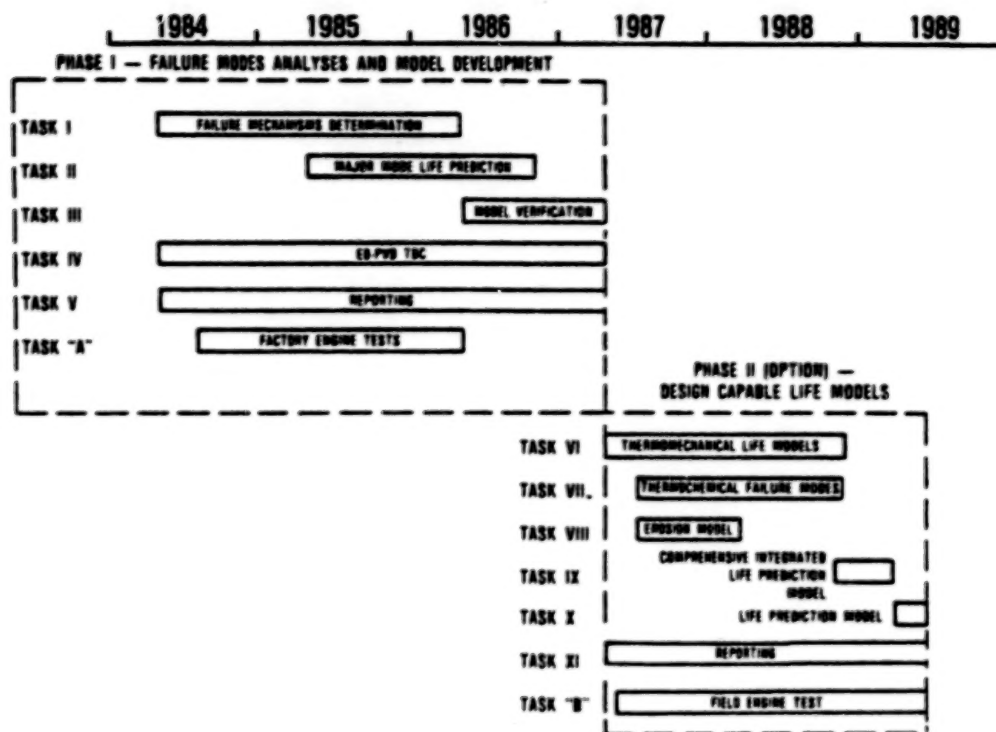 1984 1985 1986 1987 1988 1989
PHASE I — FAILURE MODES ANALYSES AND MODEL DEVELOPMENT
TASK I FAILURE MECHANISMS DETERMINATION
TASK II MAJOR MODE LIFE PREDICTION
TASK III MODEL VERIFICATION
TASK IV EB-PVD TBC
TASK V REPORTING
TASK "A" FACTORY ENGINE TESTS
PHASE II (OPTION) —
DESIGN CAPABLE LIFE MODELS
TASK VI THERMOMECHANICAL LIFE MODELS
TASK VII THERMOCHEMICAL FAILURE MODES
TASK VIII EROSION MODEL
TASK IX COMPREHENSIVE INTEGRATED
LIFE PREDICTION
MODEL
TASK X LIFE PREDICTION MODEL
TASK XI REPORTING
TASK "B" FIELD ENGINE TEST